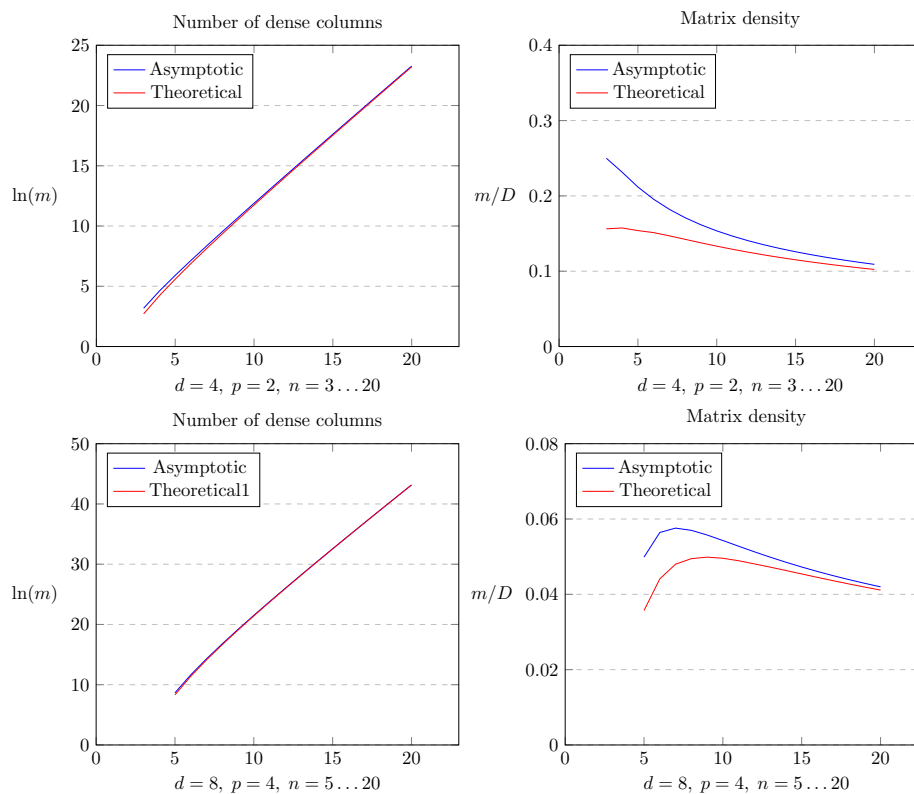 Number of dense columns
25
20
15
10
5
0
ln(m)
Asymptotic
Theoretical
0
5
10
15
20
d = 4, p = 2, n = 3 … 20
Matrix density
0.4
0.3
0.2
0.1
0
m/D
Asymptotic
Theoretical
0
5
10
15
20
d = 4, p = 2, n = 3 … 20
Number of dense columns
50
40
30
20
10
0
ln(m)
Asymptotic
Theoretical1
0
5
10
15
20
d = 8, p = 4, n = 5 … 20
Matrix density
0.08
0.06
0.04
0.02
0
m/D
Asymptotic
Theoretical
0
5
10
15
20
d = 8, p = 4, n = 5 … 20